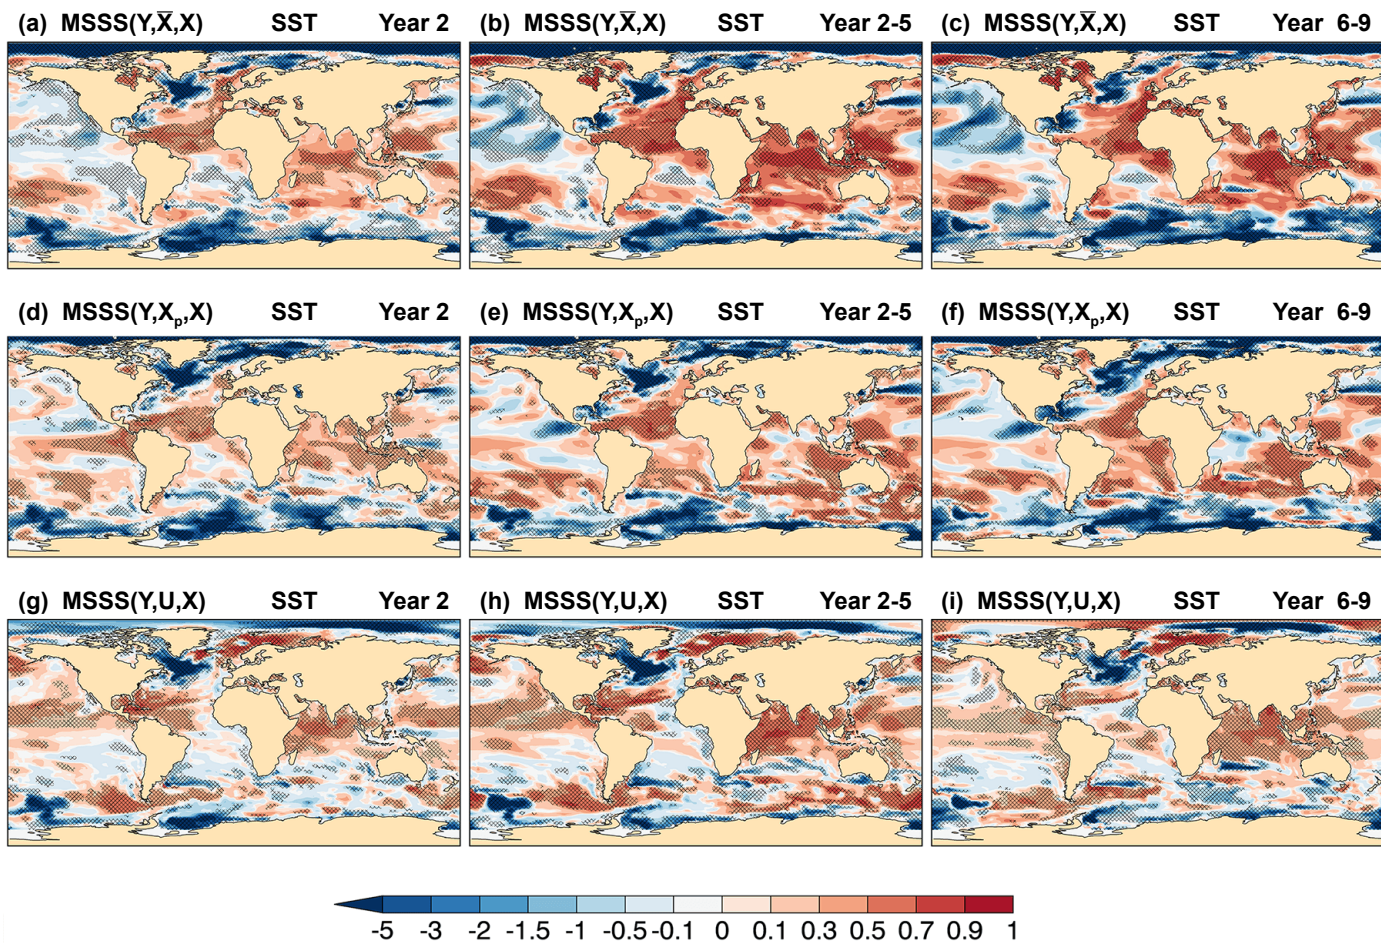 (a) MSSS(Y,X̅,X) SST Year 2
(b) MSSS(Y,X̅,X) SST Year 2-5
(c) MSSS(Y,X̅,X) SST Year 6-9
(d) MSSS(Y,Xₚ,X) SST Year 2
(e) MSSS(Y,Xₚ,X) SST Year 2-5
(f) MSSS(Y,Xₚ,X) SST Year 6-9
(g) MSSS(Y,U,X) SST Year 2
(h) MSSS(Y,U,X) SST Year 2-5
(i) MSSS(Y,U,X) SST Year 6-9
-5 -3 -2 -1.5 -1 -0.5 -0.1 0 0.1 0.3 0.5 0.7 0.9 1